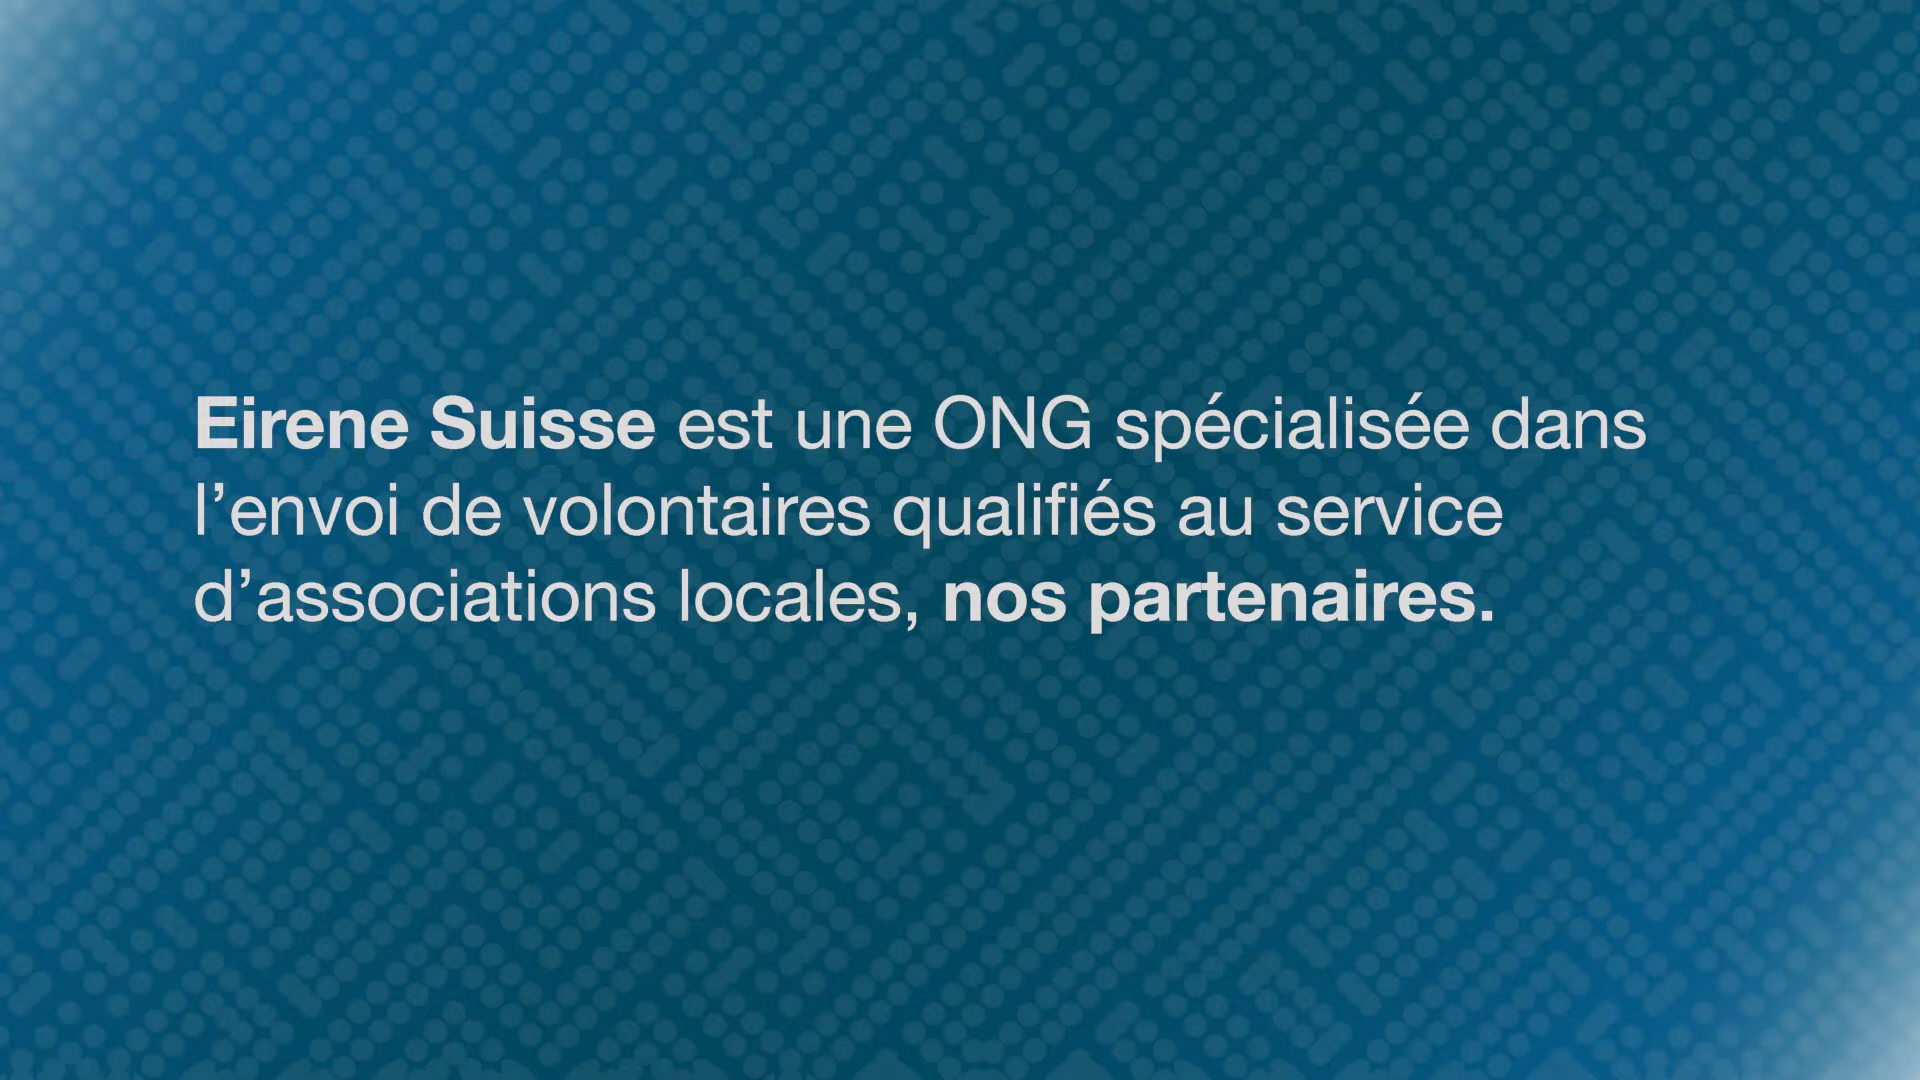 Eirene Suisse est une ONG spécialisée dans
l’envoi de volontaires qualifiés au service
d’associations locales, nos partenaires.